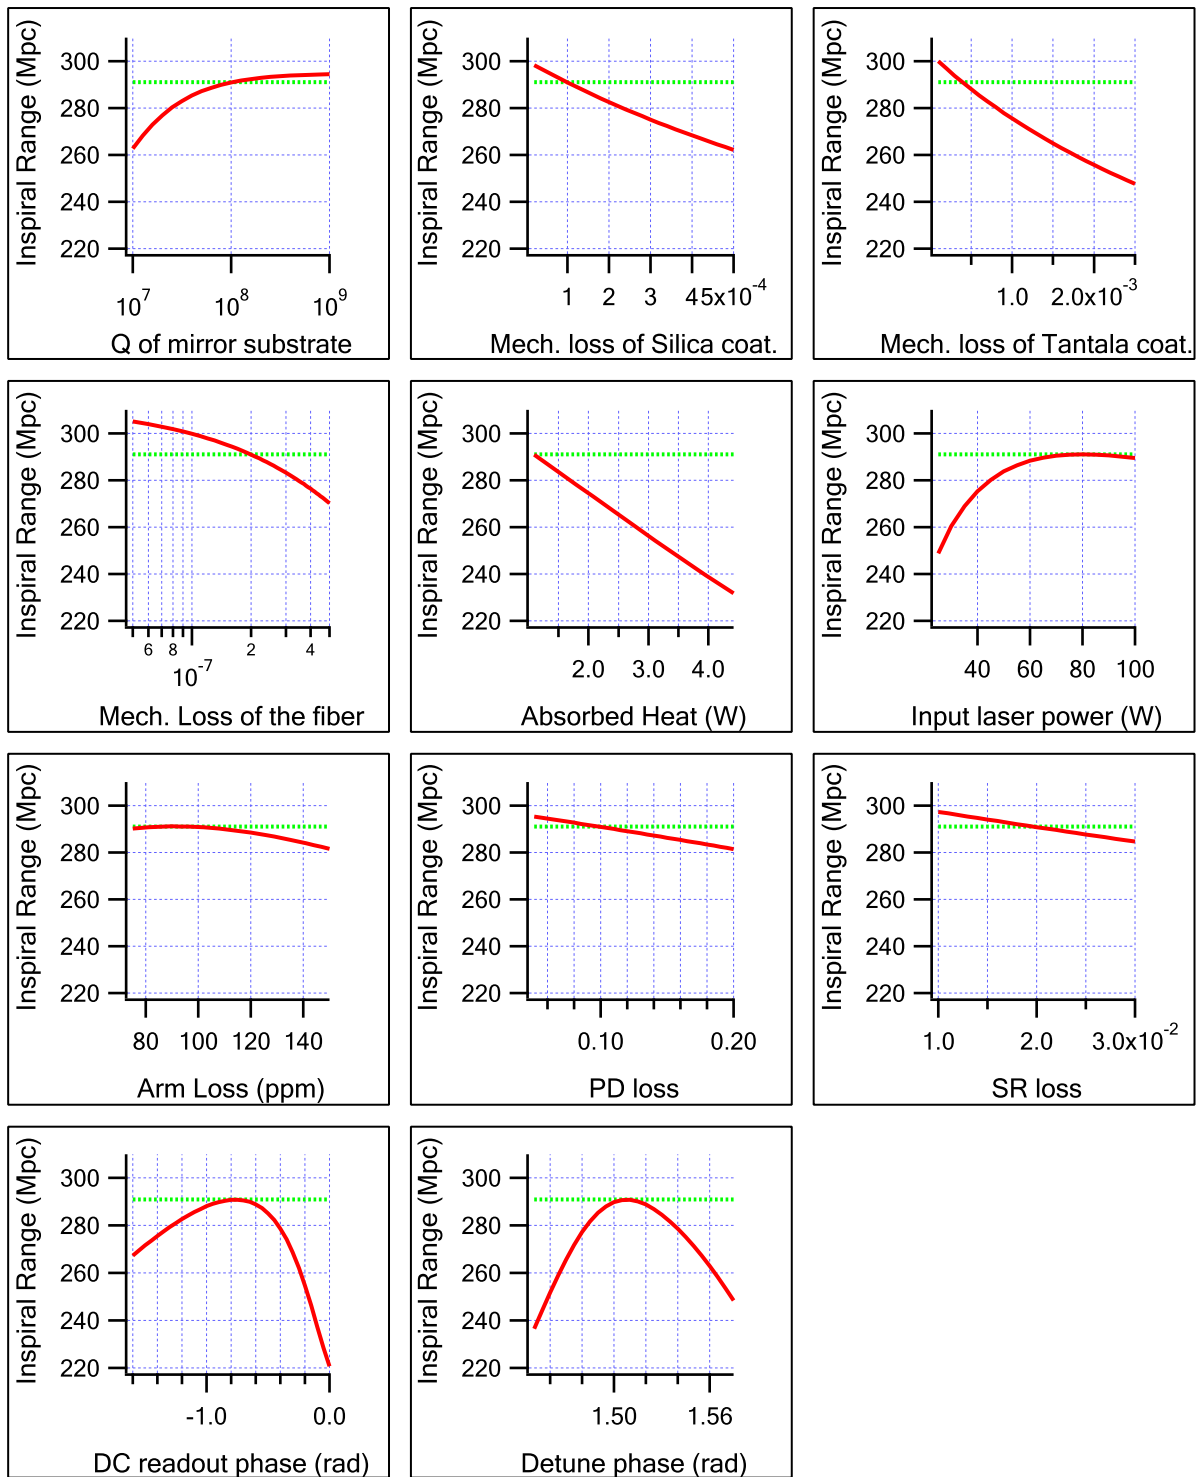 Inspiral Range (Mpc)
300
280
260
240
220
10^7 10^8 10^9
Q of mirror substrate
Inspiral Range (Mpc)
300
280
260
240
220
1 2 3 45x10^-4
Mech. loss of Silica coat.
Inspiral Range (Mpc)
300
280
260
240
220
1.0 2.0x10^-3
Mech. loss of Tantala coat.
Inspiral Range (Mpc)
300
280
260
240
220
6 8 2 4
10^-7
Mech. Loss of the fiber
Inspiral Range (Mpc)
300
280
260
240
220
2.0 3.0 4.0
Absorbed Heat (W)
Inspiral Range (Mpc)
300
280
260
240
220
40 60 80 100
Input laser power (W)
Inspiral Range (Mpc)
300
280
260
240
220
80 100 120 140
Arm Loss (ppm)
Inspiral Range (Mpc)
300
280
260
240
220
0.10 0.20
PD loss
Inspiral Range (Mpc)
300
280
260
240
220
1.0 2.0 3.0x10^-2
SR loss
Inspiral Range (Mpc)
300
280
260
240
220
-1.0 0.0
DC readout phase (rad)
Inspiral Range (Mpc)
300
280
260
240
220
1.50 1.56
Detune phase (rad)